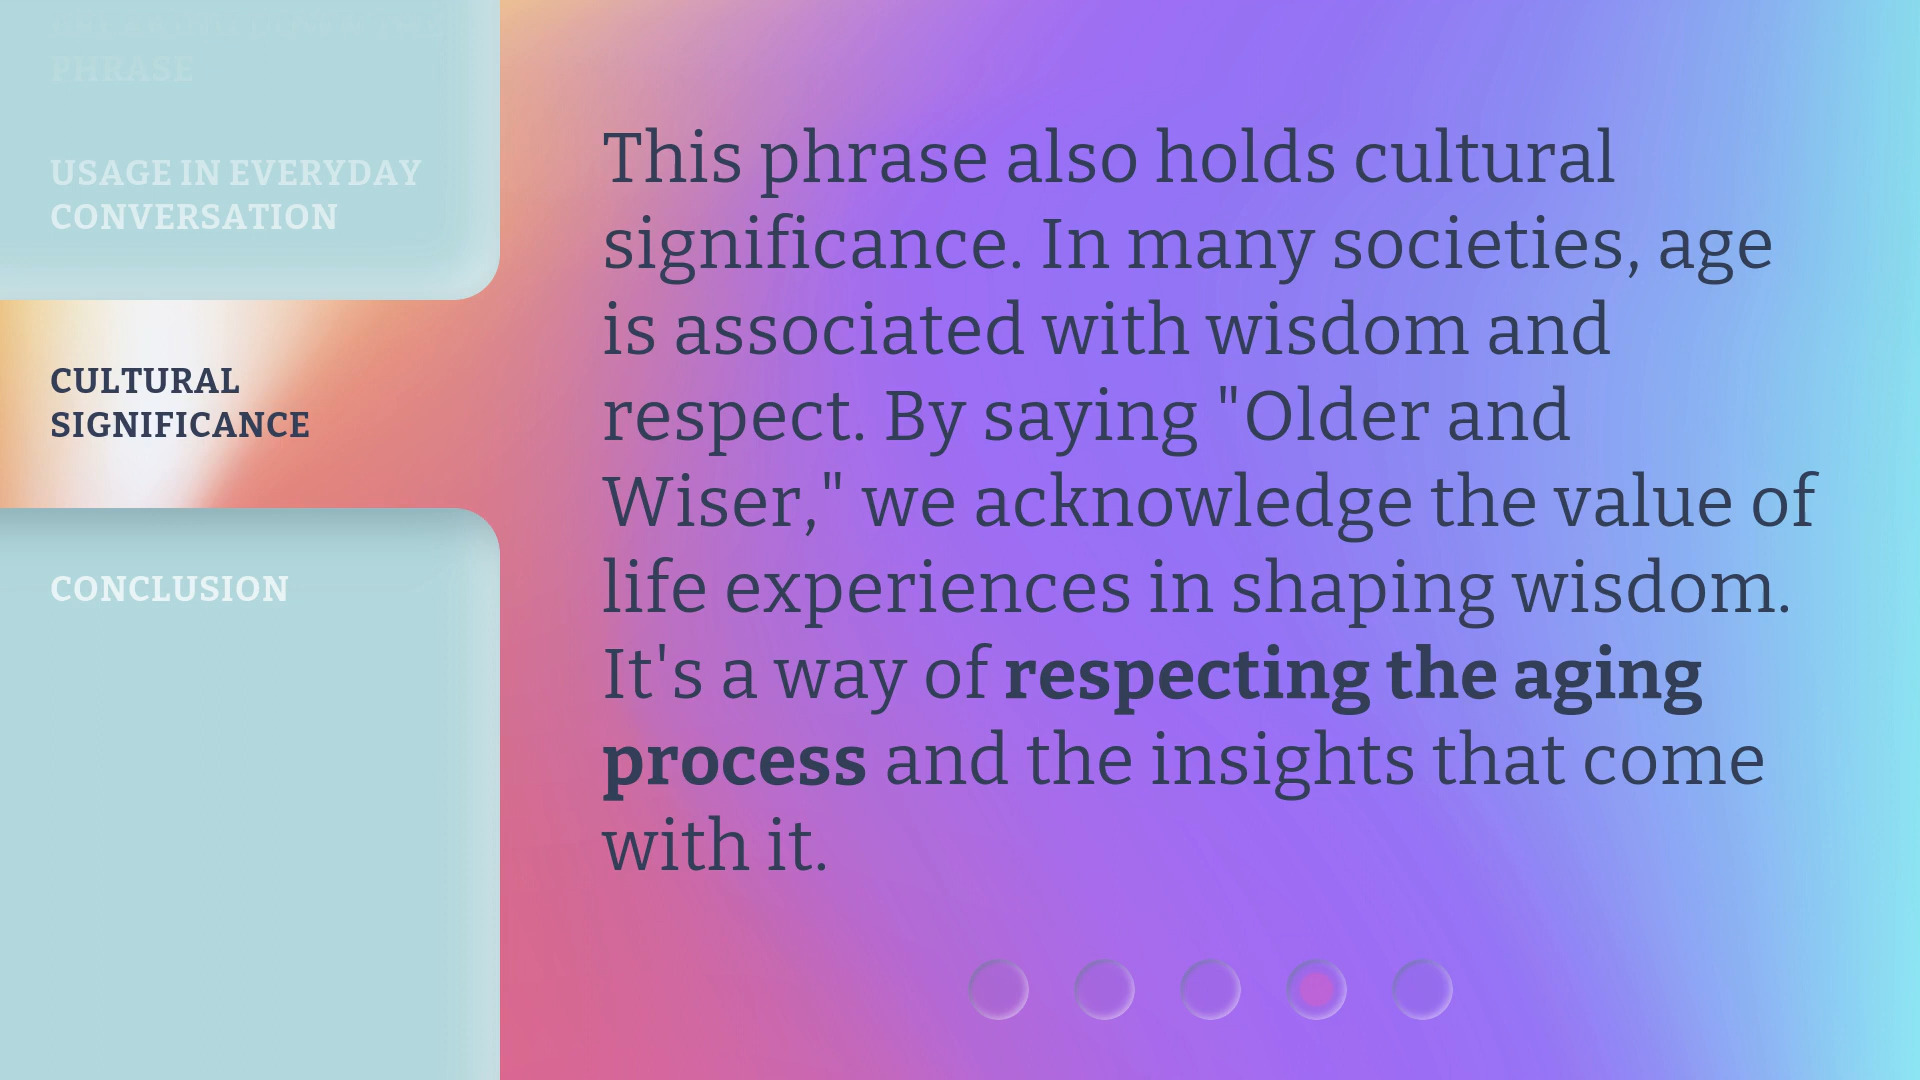 PHRASE
USAGE IN EVERYDAY
CONVERSATION
CULTURAL
SIGNIFICANCE
CONCLUSION
This phrase also holds cultural
significance. In many societies, age
is associated with wisdom and
respect. By saying "Older and
Wiser," we acknowledge the value of
life experiences in shaping wisdom.
It's a way of respecting the aging
process and the insights that come
with it.